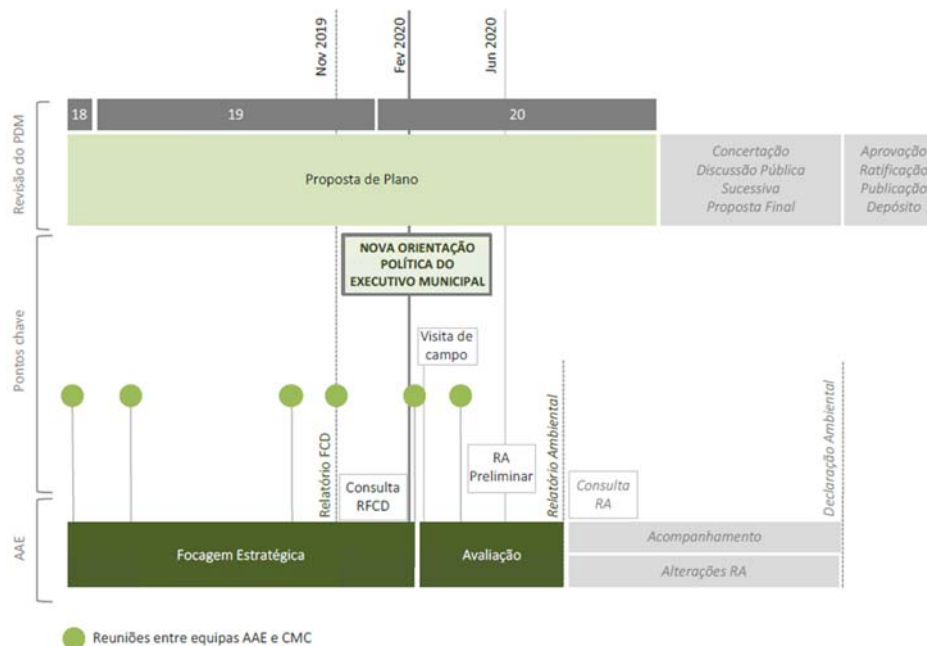 Nov 2019
Fev 2020
Jun 2020
Revisão do PDM
18
19
20
Proposta de Plano
Concertação
Discussão Pública
Sucessiva
Proposta Final
Aprovação
Ratificação
Publicação
Depósito
Pontos chave
NOVA ORIENTAÇÃO
POLÍTICA DO
EXECUTIVO MUNICIPAL
Visita de
campo
Relatório FCD
Consulta
RFCD
RA
Preliminar
Relatório Ambiental
Consulta
RA
Declaração Ambiental
AAE
Focagem Estratégica
Avaliação
Acompanhamento
Alterações RA
Reuniões entre equipas AAE e CMC